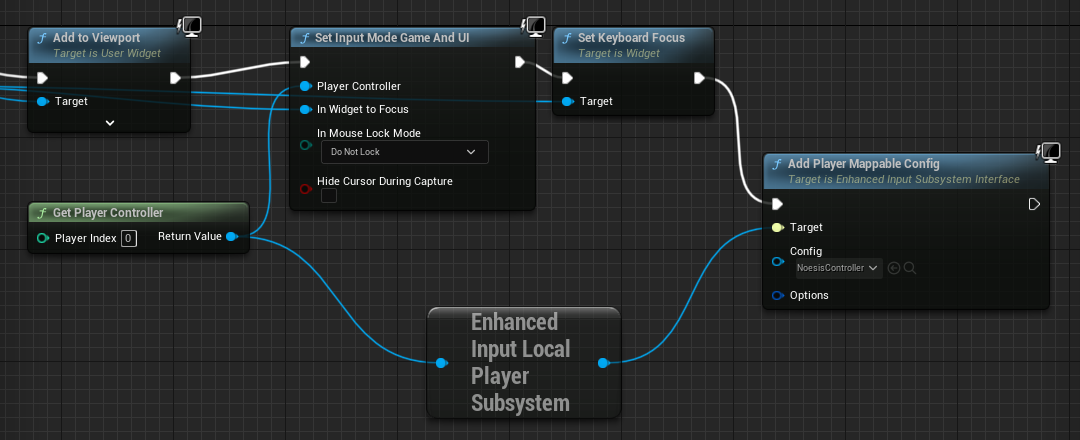 f Add to Viewport
Target is User Widget
Target
f Set Input Mode Game And UI
Player Controller
In Widget to Focus
In Mouse Lock Mode
Do Not Lock
Hide Cursor During Capture
f Set Keyboard Focus
Target is Widget
Target
f Get Player Controller
Player Index 0
Return Value
Enhanced
Input Local
Player
Subsystem
f Add Player Mappable Config
Target is Enhanced Input Subsystem Interface
Target
Config
NoesisController
Options